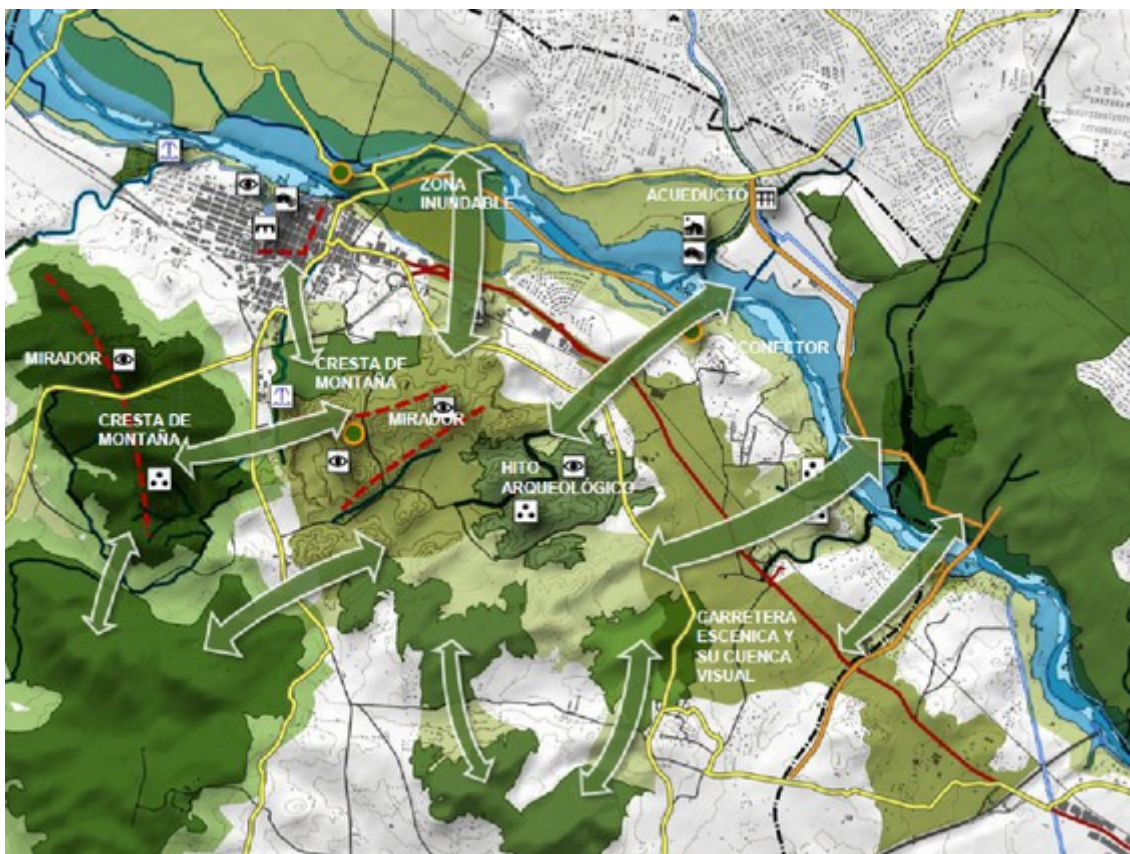 ZONA
INUNDABLE
ACUEDUCTO
MIRADOR
CRESTA DE
MONTAÑA
CONECTOR
CRESTA DE
MONTAÑA
MIRADOR
HITO
ARQUEOLÓGICO
CARRETERA
ESCENICA Y
SU CUENCA
VISUAL